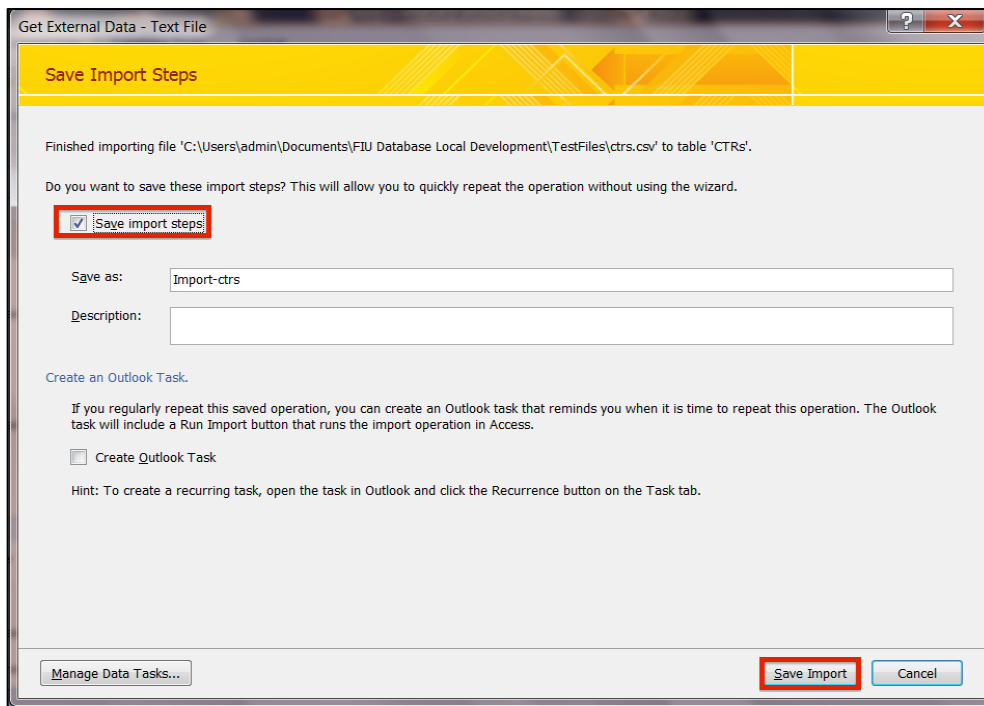 Get External Data - Text File
?
X
Save Import Steps
Finished importing file 'C:\Users\admin\Documents\FIU Database Local Development\TestFiles\ctrs.csv' to table 'CTRs'.
Do you want to save these import steps? This will allow you to quickly repeat the operation without using the wizard.
Save import steps
Save as:
Import-ctrs
Description:
Create an Outlook Task.
If you regularly repeat this saved operation, you can create an Outlook task that reminds you when it is time to repeat this operation. The Outlook
task will include a Run Import button that runs the import operation in Access.
Create Outlook Task
Hint: To create a recurring task, open the task in Outlook and click the Recurrence button on the Task tab.
Manage Data Tasks...
Save Import
Cancel